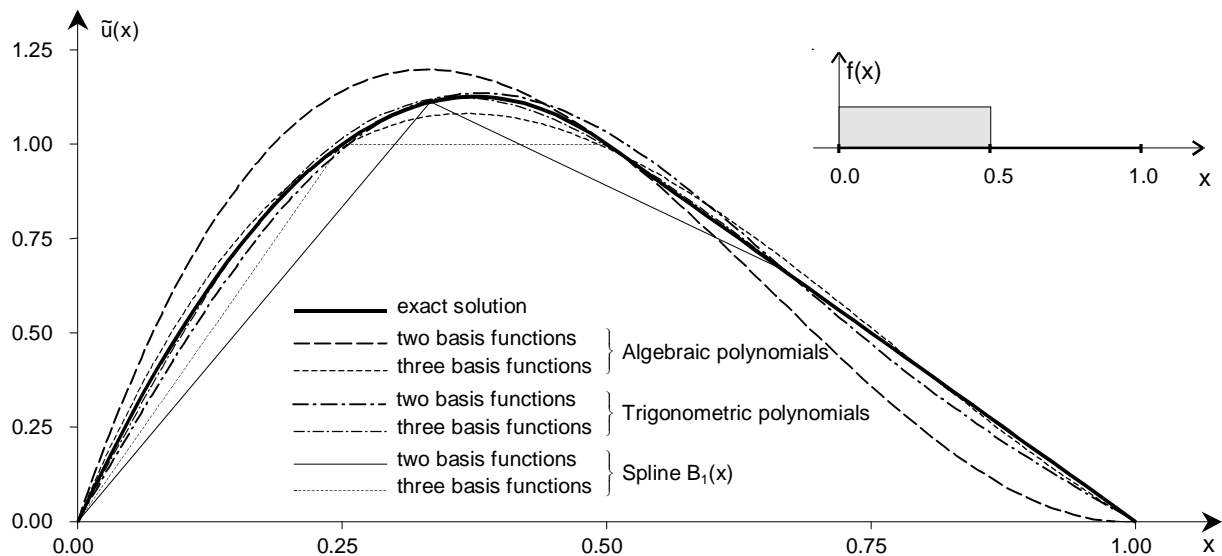 ũ(x)
1.25
1.00
0.75
0.50
0.25
0.00
0.00 0.25 0.50 0.75 1.00 x
f(x)
0.0 0.5 1.0 x
exact solution
two basis functions
three basis functions
Algebraic polynomials
two basis functions
three basis functions
Trigonometric polynomials
two basis functions
three basis functions
Spline B₁(x)